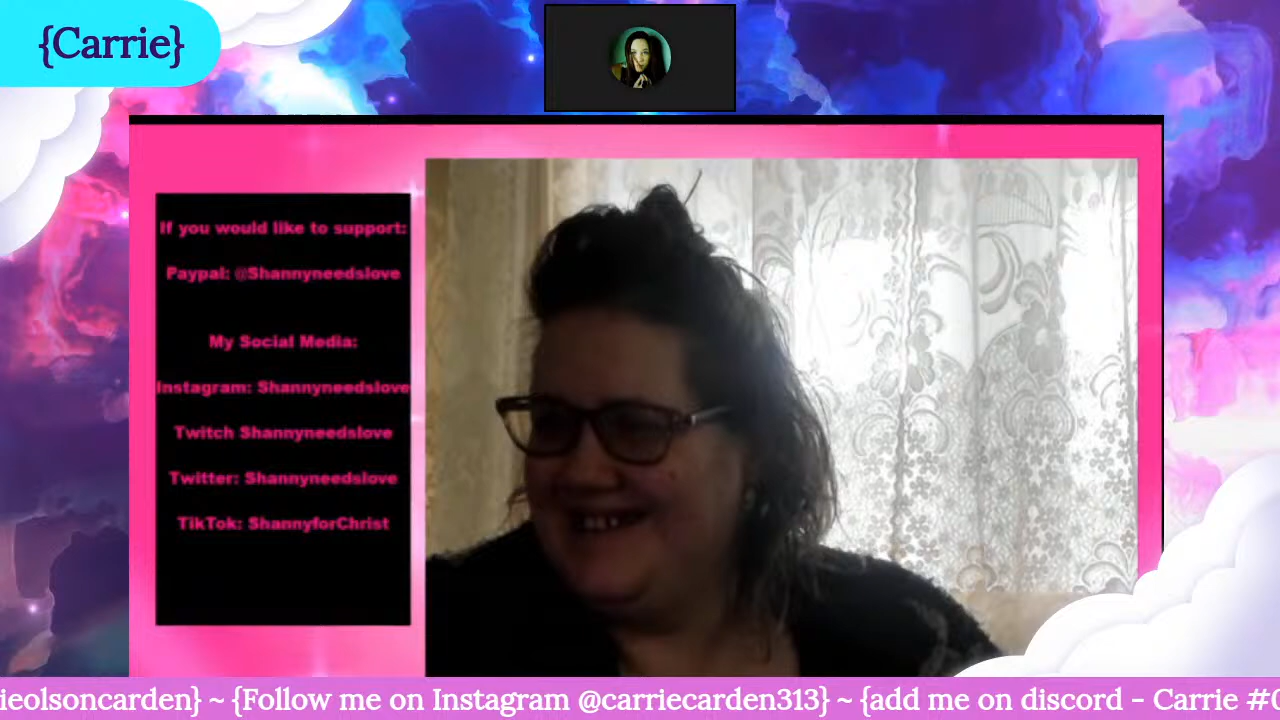 {Carrie}
If you would like to support:
Paypal: @Shannyneedslove
My Social Media:
Instagram: Shannyneedslove
Twitch Shannyneedslove
Twitter: Shannyneedslove
TikTok: ShannyforChrist
ieolsoncarden} ~ {Follow me on Instagram @carriecarden313} ~ {add me on discord - Carrie #0